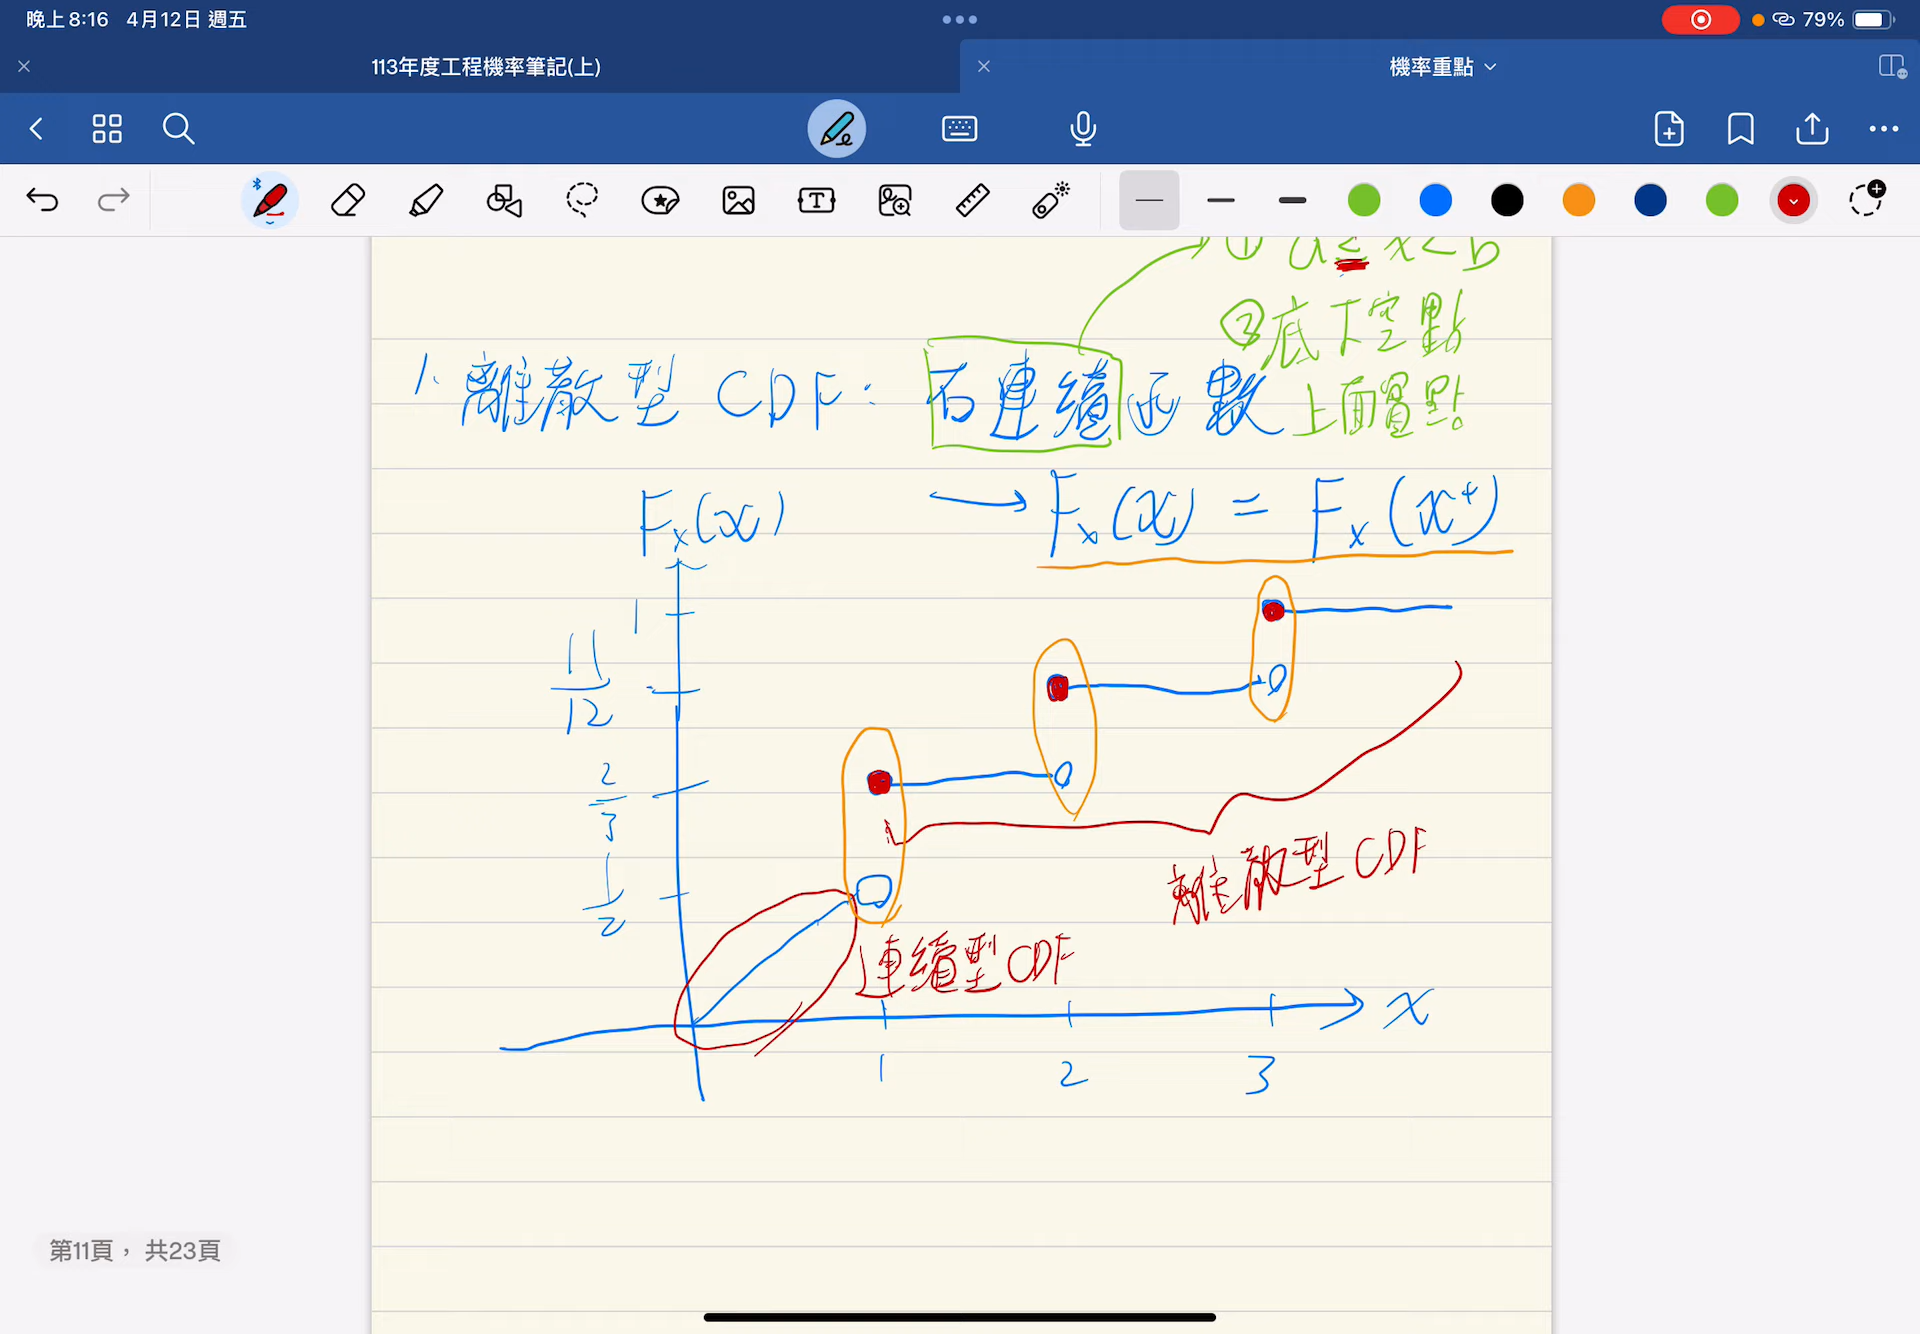 晚上8:16 4月12日 週五
79%
113年度工程機率筆記(上)
機率重點
① a ≤ x < b
②底下空點
上面實點
1. 離散型 CDF: 右連續函數
Fx(x) → Fx(x) = Fx(x⁺)
1
11/12
2/3
1/2
離散型 CDF
連續型 CDF
x
1 2 3
第11頁，共23頁